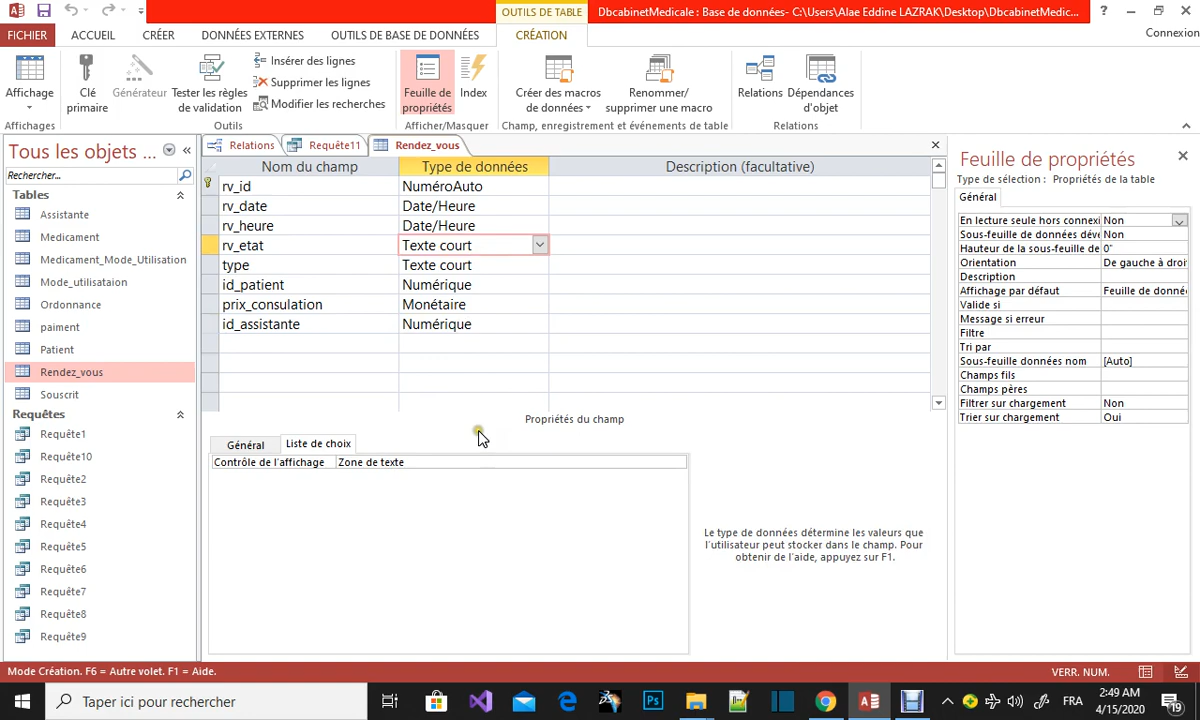 OUTILS DE TABLE
DbcabinetMedicale : Base de données- C:\Users\Alae Eddine LAZRAK\Desktop\DbcabinetMedic...
?
FICHIER ACCUEIL CRÉER DONNÉES EXTERNES OUTILS DE BASE DE DONNÉES CRÉATION Connexion
Affichage
Clé primaire
Générateur
Tester les règles de validation
Insérer des lignes
Supprimer les lignes
Modifier les recherches
Feuille de propriétés
Index
Créer des macros de données
Renommer/ supprimer une macro
Relations
Dépendances d'objet
Affichages Outils Afficher/Masquer Champ, enregistrement et événements de table Relations
Tous les objets ...
Rechercher...
Tables
Assistante
Medicament
Medicament_Mode_Utilisation
Mode_utilisataion
Ordonnance
paiment
Patient
Rendez_vous
Souscrit
Requêtes
Requête1
Requête10
Requête2
Requête3
Requête4
Requête5
Requête6
Requête7
Requête8
Requête9
Relations Requête11 Rendez_vous
Nom du champ Type de données Description (facultative)
rv_id NuméroAuto
rv_date Date/Heure
rv_heure Date/Heure
rv_etat Texte court
type Texte court
id_patient Numérique
prix_consulation Monétaire
id_assistante Numérique
Propriétés du champ
Général Liste de choix
Contrôle de l'affichage Zone de texte
Le type de données détermine les valeurs que
l'utilisateur peut stocker dans le champ. Pour
obtenir de l'aide, appuyez sur F1.
Feuille de propriétés
Type de sélection : Propriétés de la table
Général
En lecture seule hors connexi Non
Sous-feuille de données déve Non
Hauteur de la sous-feuille de 0"
Orientation De gauche à droi
Description
Affichage par défaut Feuille de donné
Valide si
Message si erreur
Filtre
Tri par
Sous-feuille données nom [Auto]
Champs fils
Champs pères
Filtrer sur chargement Non
Trier sur chargement Oui
Mode Création. F6 = Autre volet. F1 = Aide. VERR. NUM.
Taper ici pour rechercher
FRA
2:49 AM
4/15/2020
19